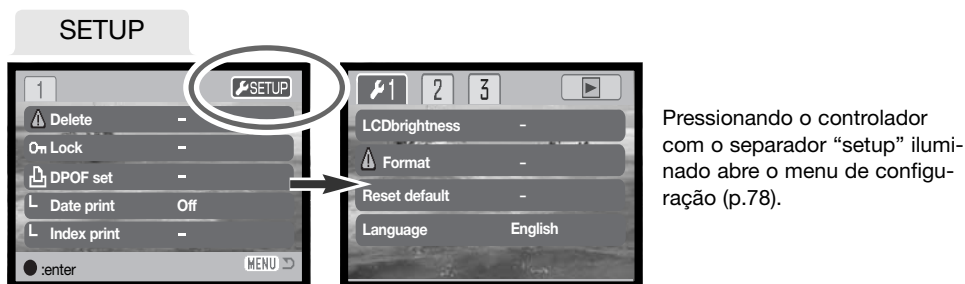 SETUP
1 SETUP
Delete –
On Lock –
DPOF set –
Date print Off
Index print –
:enter MENU
1 2 3
LCDbrightness –
Format –
Reset default –
Language English
Pressionando o controlador
com o separador “setup” ilumi-
nado abre o menu de configu-
ração (p.78).